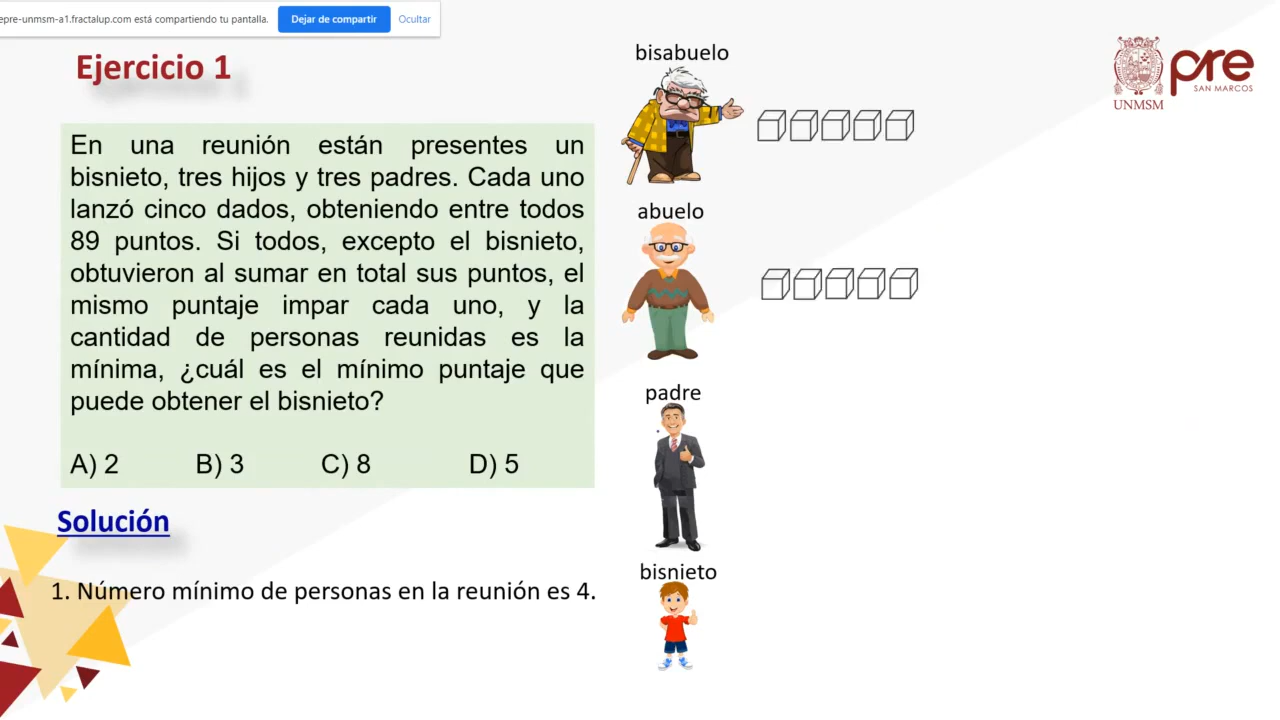 epre-unmsm-a1.fractalup.com está compartiendo tu pantalla. Dejar de compartir Ocultar
Ejercicio 1
En una reunión están presentes un
bisnieto, tres hijos y tres padres. Cada uno
lanzó cinco dados, obteniendo entre todos
89 puntos. Si todos, excepto el bisnieto,
obtuvieron al sumar en total sus puntos, el
mismo puntaje impar cada uno, y la
cantidad de personas reunidas es la
mínima, ¿cuál es el mínimo puntaje que
puede obtener el bisnieto?
A) 2 B) 3 C) 8 D) 5
Solución
1. Número mínimo de personas en la reunión es 4.
bisabuelo
abuelo
padre
bisnieto
UNMSM
pre
SAN MARCOS